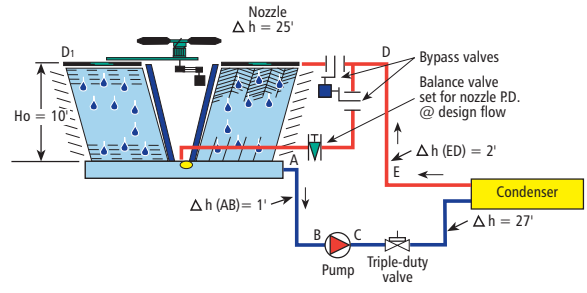 Nozzle
Δ h = 25'
D1
D
Bypass valves
Balance valve
set for nozzle P.D.
@ design flow
Ho = 10'
A
Δ h (ED) = 2'
E
Condenser
Δ h (AB)= 1'
Δ h = 27'
B
C
Pump
Triple-duty
valve